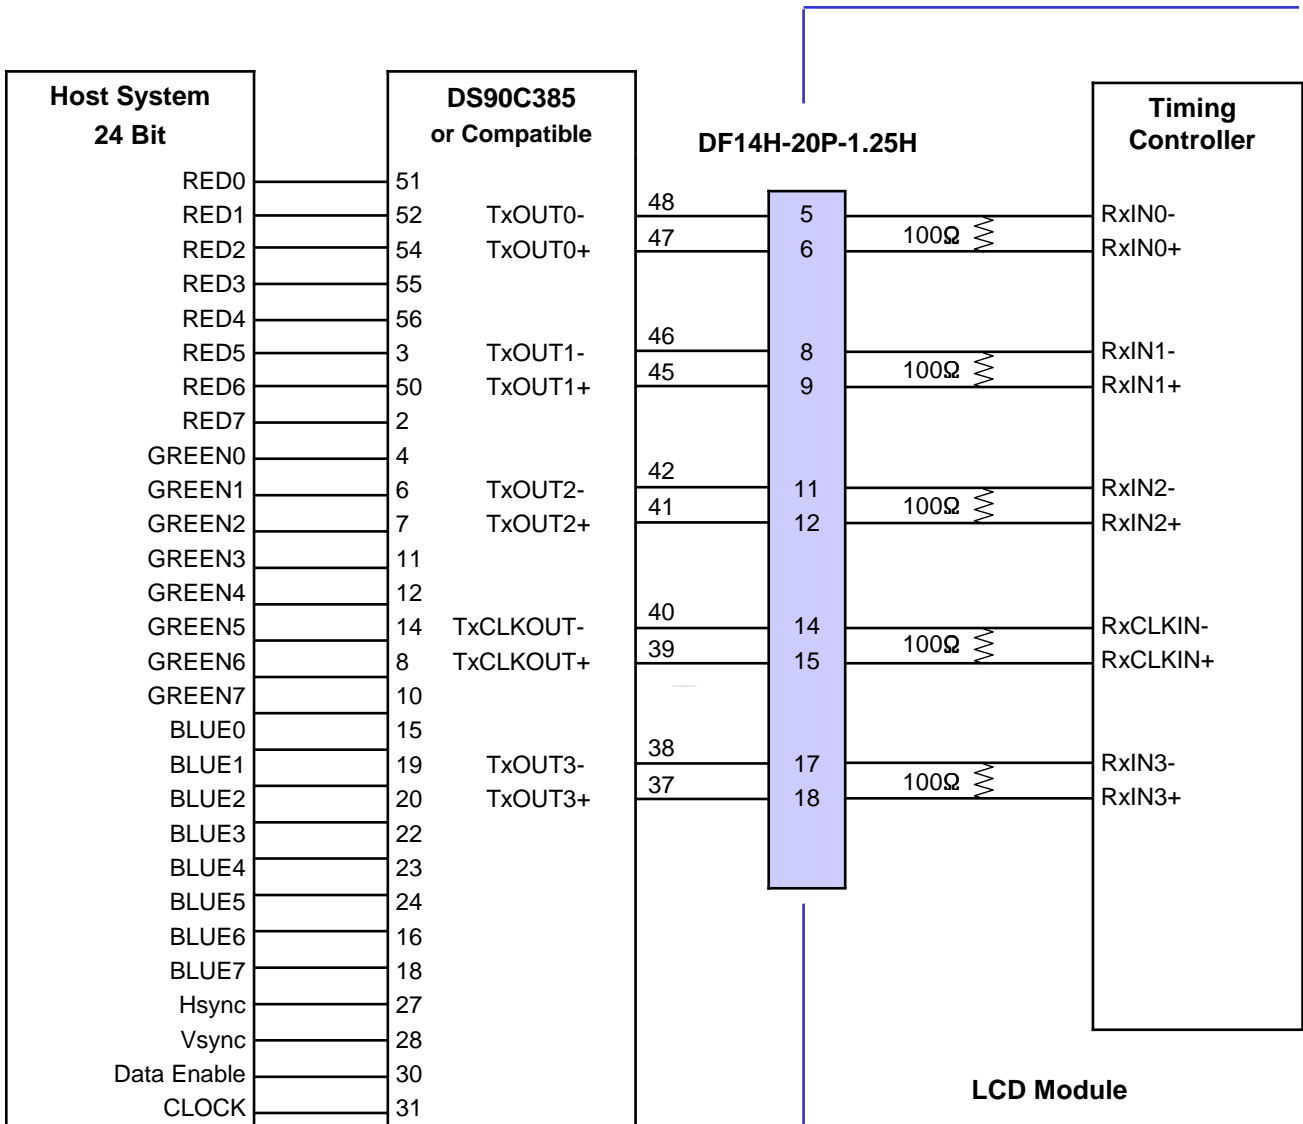 Host System
24 Bit
DS90C385
or Compatible
DF14H-20P-1.25H
Timing
Controller
RED0 51
RED1 52 TxOUT0- 48 5 RxIN0-
100Ω
RED2 54 TxOUT0+ 47 6 RxIN0+
RED3 55
RED4 56
RED5 3 TxOUT1- 46 8 RxIN1-
100Ω
RED6 50 TxOUT1+ 45 9 RxIN1+
RED7 2
GREEN0 4
GREEN1 6 TxOUT2- 42 11 RxIN2-
100Ω
GREEN2 7 TxOUT2+ 41 12 RxIN2+
GREEN3 11
GREEN4 12
GREEN5 14 TxCLKOUT- 40 14 RxCLKIN-
100Ω
GREEN6 8 TxCLKOUT+ 39 15 RxCLKIN+
GREEN7 10
BLUE0 15
BLUE1 19 TxOUT3- 38 17 RxIN3-
100Ω
BLUE2 20 TxOUT3+ 37 18 RxIN3+
BLUE3 22
BLUE4 23
BLUE5 24
BLUE6 16
BLUE7 18
Hsync 27
Vsync 28
Data Enable 30
CLOCK 31
LCD Module